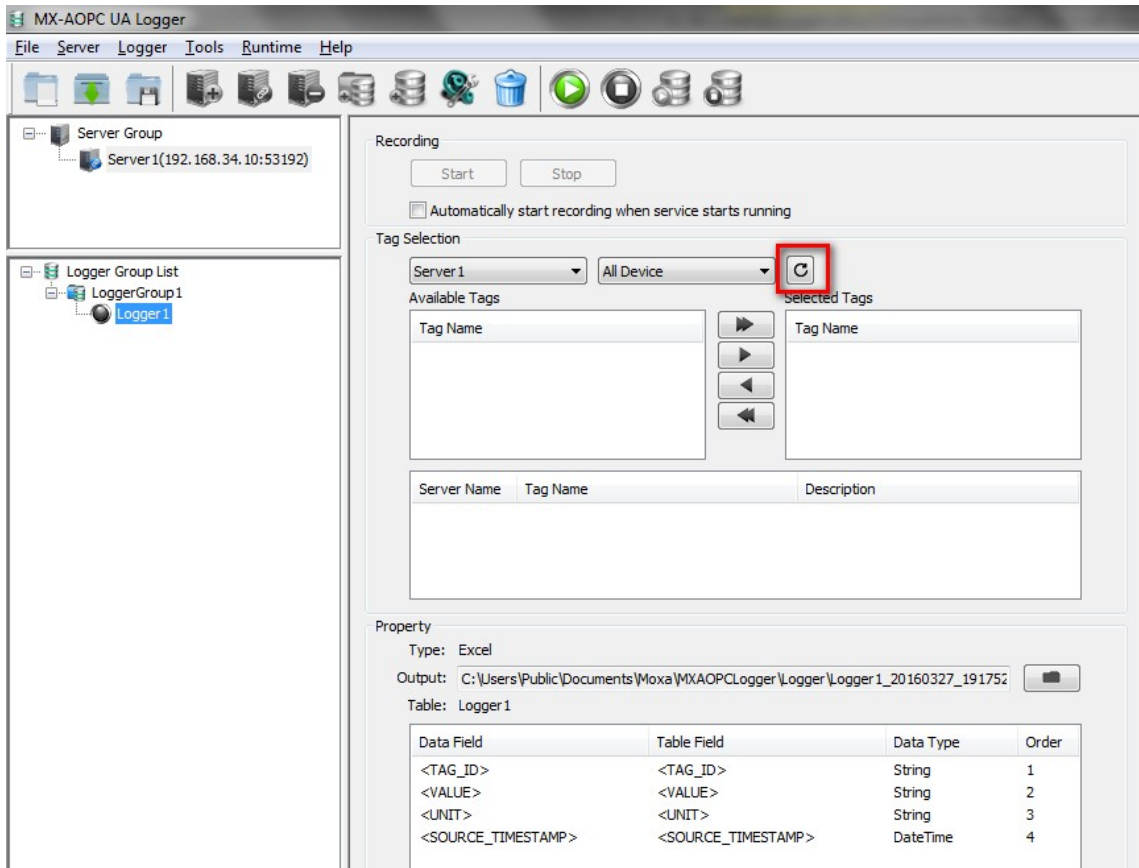 MX-AOPC UA Logger
File Server Logger Tools Runtime Help
Server Group
Server1(192.168.34.10:53192)
Logger Group List
LoggerGroup1
Logger1
Recording
Start Stop
Automatically start recording when service starts running
Tag Selection
Server1 All Device
Available Tags Selected Tags
Tag Name Tag Name
Server Name Tag Name Description
Property
Type: Excel
Output: C:\Users\Public\Documents\Moxa\MXAOPCLogger\Logger\Logger1_20160327_191752
Table: Logger1
Data Field Table Field Data Type Order
<TAG_ID> <TAG_ID> String 1
<VALUE> <VALUE> String 2
<UNIT> <UNIT> String 3
<SOURCE_TIMESTAMP> <SOURCE_TIMESTAMP> DateTime 4